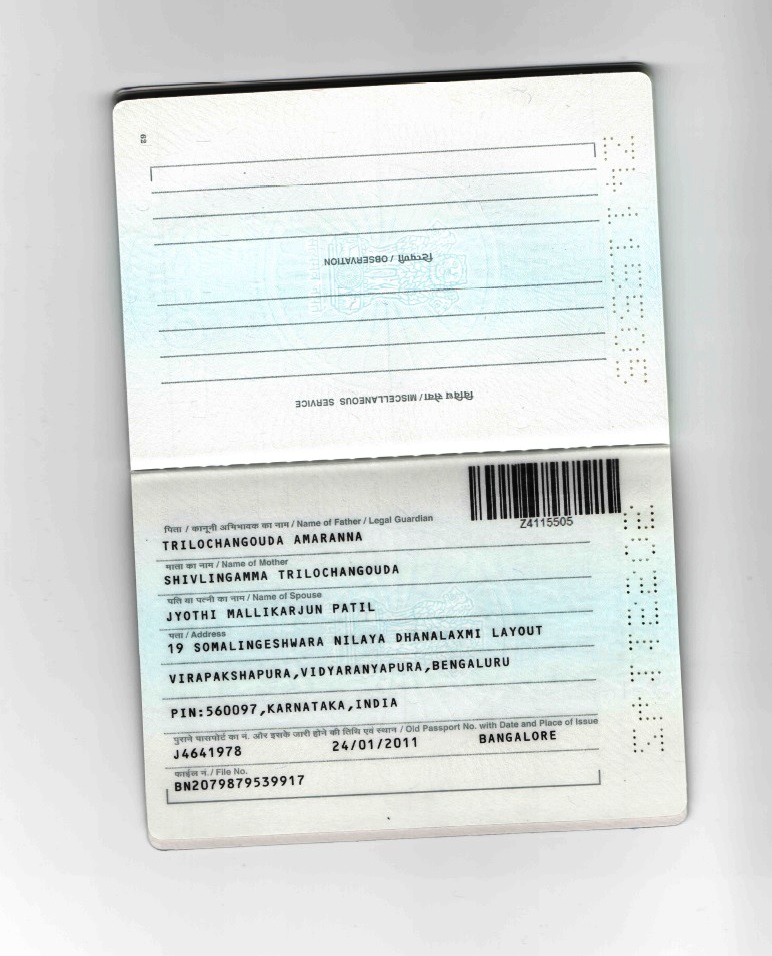 63
टिप्पणी / OBSERVATION
विविध सेवा / MISCELLANEOUS SERVICE
Z4115505
पिता / कानूनी अभिभावक का नाम / Name of Father / Legal Guardian
TRILOCHANGOUDA AMARANNA
माता का नाम / Name of Mother
SHIVLINGAMMA TRILOCHANGOUDA
पति या पत्नी का नाम / Name of Spouse
JYOTHI MALLIKARJUN PATIL
पता / Address
19 SOMALINGESHWARA NILAYA DHANALAXMI LAYOUT
VIRAPAKSHAPURA,VIDYARANYAPURA,BENGALURU
PIN:560097,KARNATAKA,INDIA
पुराने पासपोर्ट का नं. और इसके जारी होने की तिथि एवं स्थान / Old Passport No. with Date and Place of Issue
J4641978 24/01/2011 BANGALORE
फाईल नं. / File No.
BN2079879539917